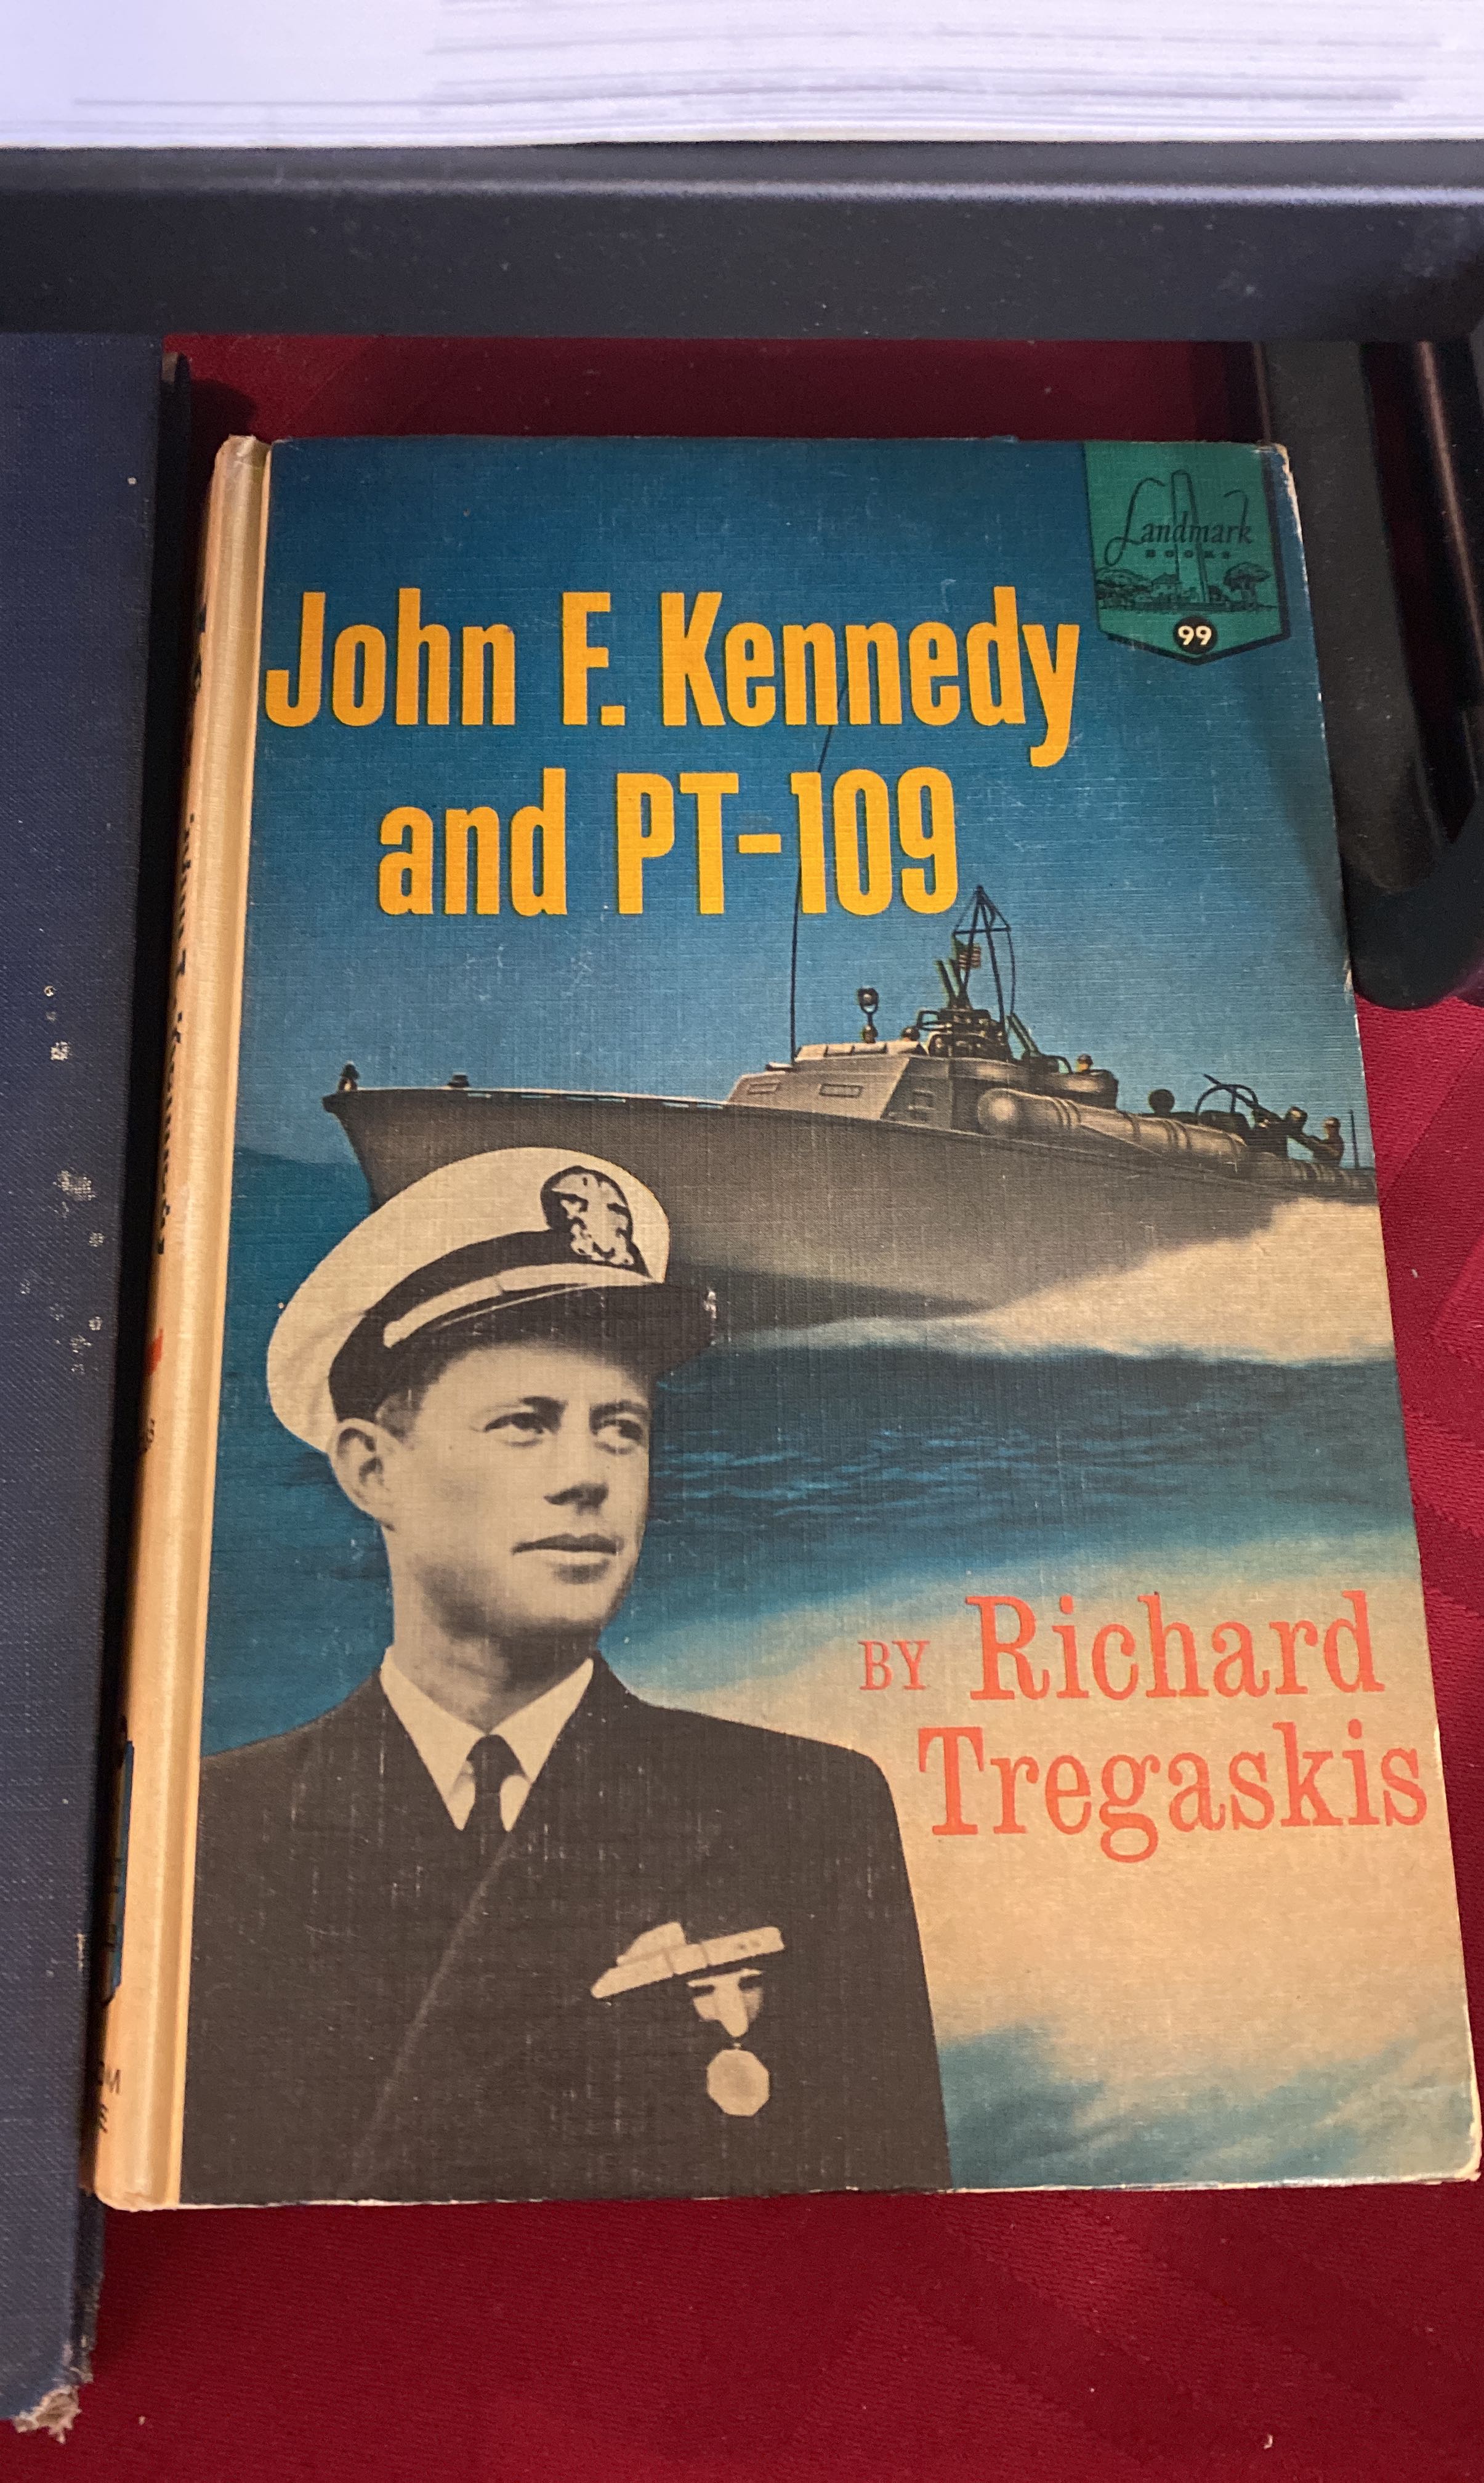 Landmark
BOOKS
99
John F. Kennedy
and PT-109
BY Richard
Tregaskis